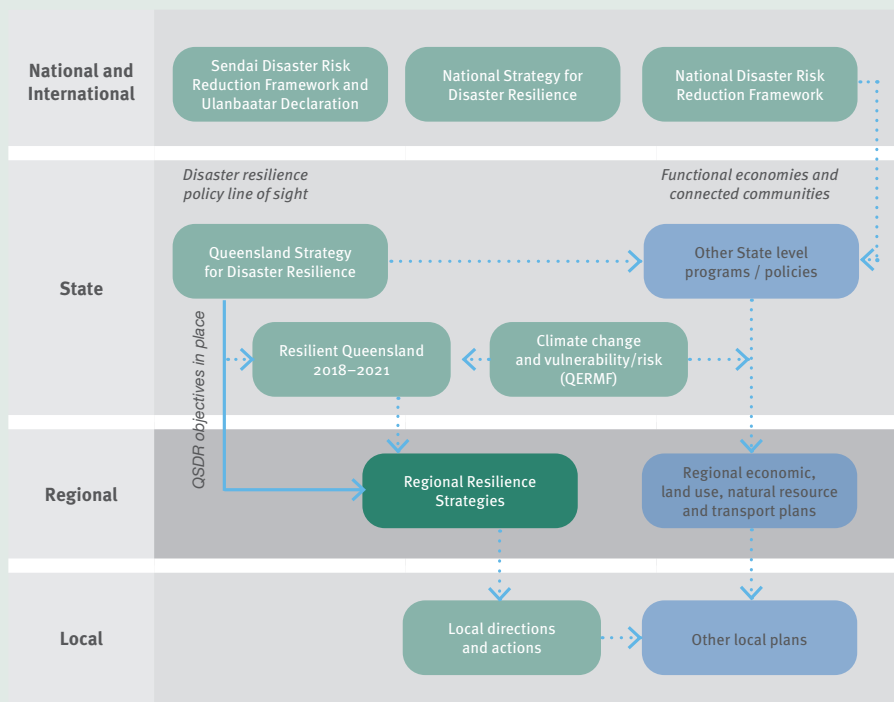 National and
International
Sendai Disaster Risk
Reduction Framework and
Ulanbaatar Declaration
National Strategy for
Disaster Resilience
National Disaster Risk
Reduction Framework
State
Disaster resilience
policy line of sight
Functional economies and
connected communities
Queensland Strategy
for Disaster Resilience
Other State level
programs / policies
QSDR objectives in place
Resilient Queensland
2018–2021
Climate change
and vulnerability/risk
(QERMF)
Regional
Regional Resilience
Strategies
Regional economic,
land use, natural resource
and transport plans
Local
Local directions
and actions
Other local plans